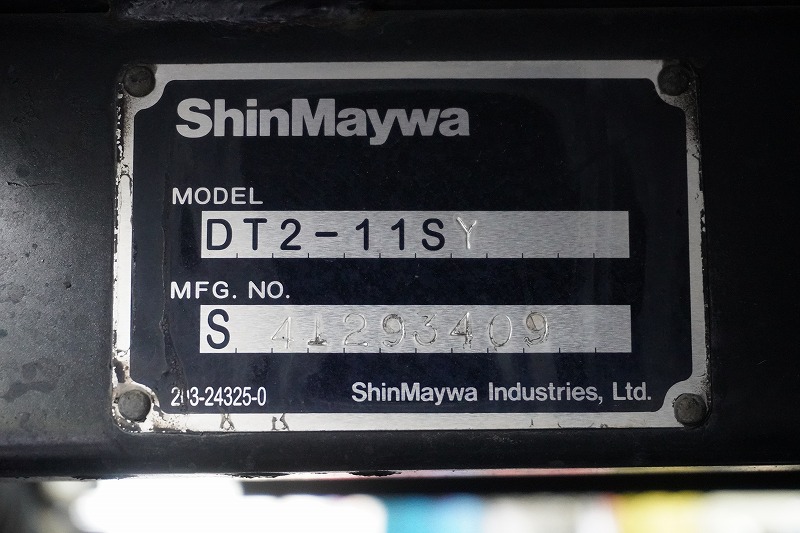 ShinMaywa
MODEL
DT2-11SY
MFG. NO.
S 41293409
203-24325-0
ShinMaywa Industries, Ltd.